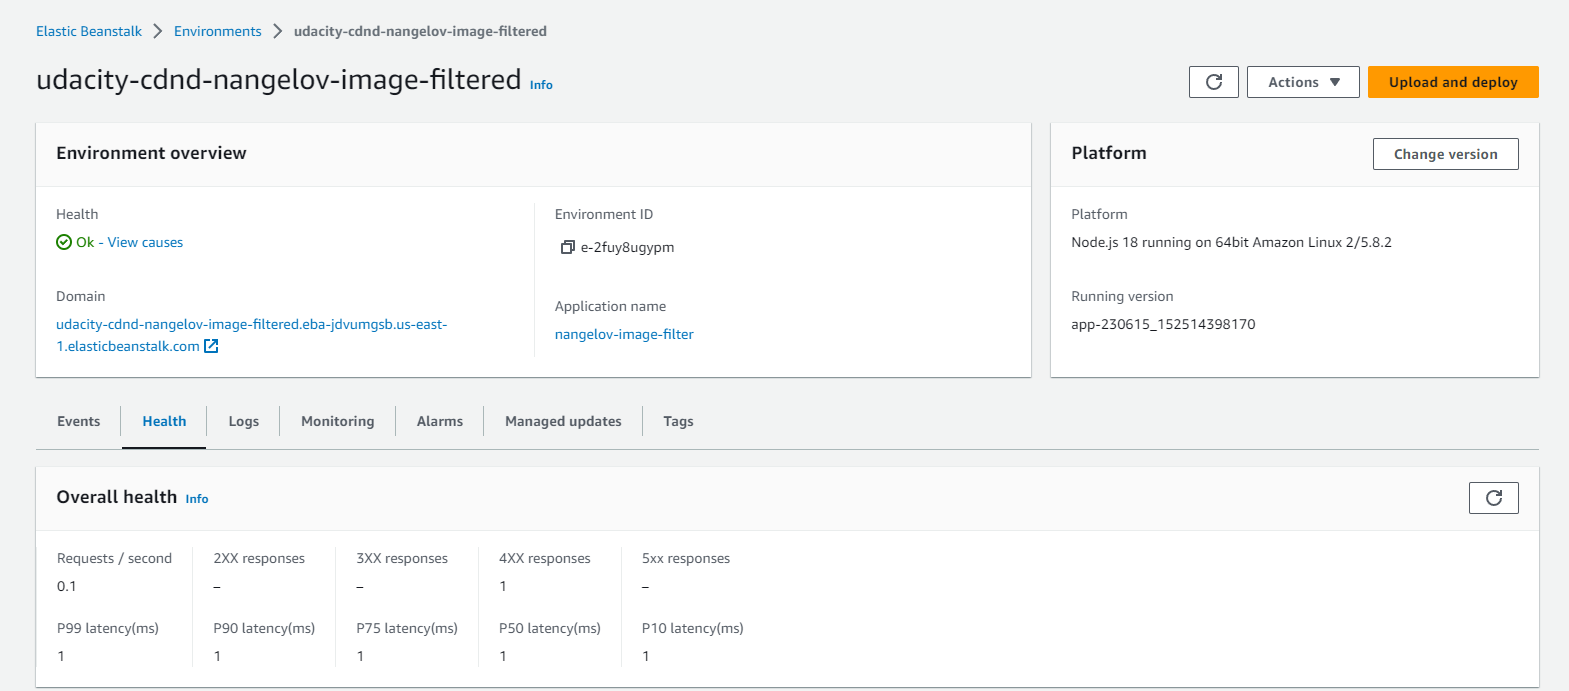 Elastic Beanstalk > Environments > udacity-cdnd-nangelov-image-filtered
udacity-cdnd-nangelov-image-filtered Info
Actions ▼ Upload and deploy
Environment overview
Health
Ok - View causes
Domain
udacity-cdnd-nangelov-image-filtered.eba-jdvumgsb.us-east-
1.elasticbeanstalk.com
Environment ID
e-2fuy8ugypm
Application name
nangelov-image-filter
Platform Change version
Platform
Node.js 18 running on 64bit Amazon Linux 2/5.8.2
Running version
app-230615_152514398170
Events Health Logs Monitoring Alarms Managed updates Tags
Overall health Info
Requests / second 2XX responses 3XX responses 4XX responses 5xx responses
0.1 – – 1 –
P99 latency(ms) P90 latency(ms) P75 latency(ms) P50 latency(ms) P10 latency(ms)
1 1 1 1 1